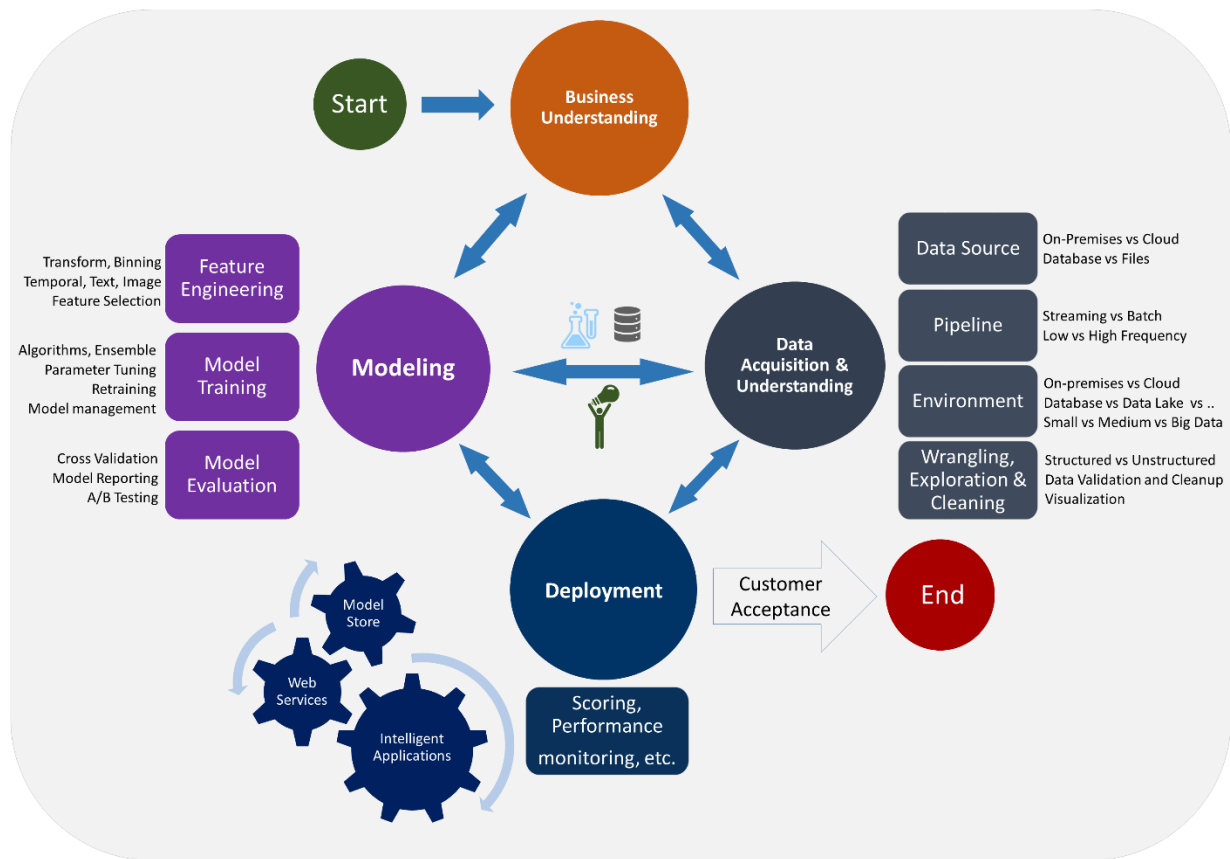 Start
Business
Understanding
Transform, Binning
Temporal, Text, Image
Feature Selection
Feature
Engineering
Algorithms, Ensemble
Parameter Tuning
Retraining
Model management
Model
Training
Cross Validation
Model Reporting
A/B Testing
Model
Evaluation
Modeling
Data
Acquisition &
Understanding
Data Source
On-Premises vs Cloud
Database vs Files
Pipeline
Streaming vs Batch
Low vs High Frequency
Environment
On-premises vs Cloud
Database vs Data Lake vs ..
Small vs Medium vs Big Data
Wrangling,
Exploration &
Cleaning
Structured vs Unstructured
Data Validation and Cleanup
Visualization
Deployment
Customer
Acceptance
End
Model
Store
Web
Services
Intelligent
Applications
Scoring,
Performance
monitoring, etc.